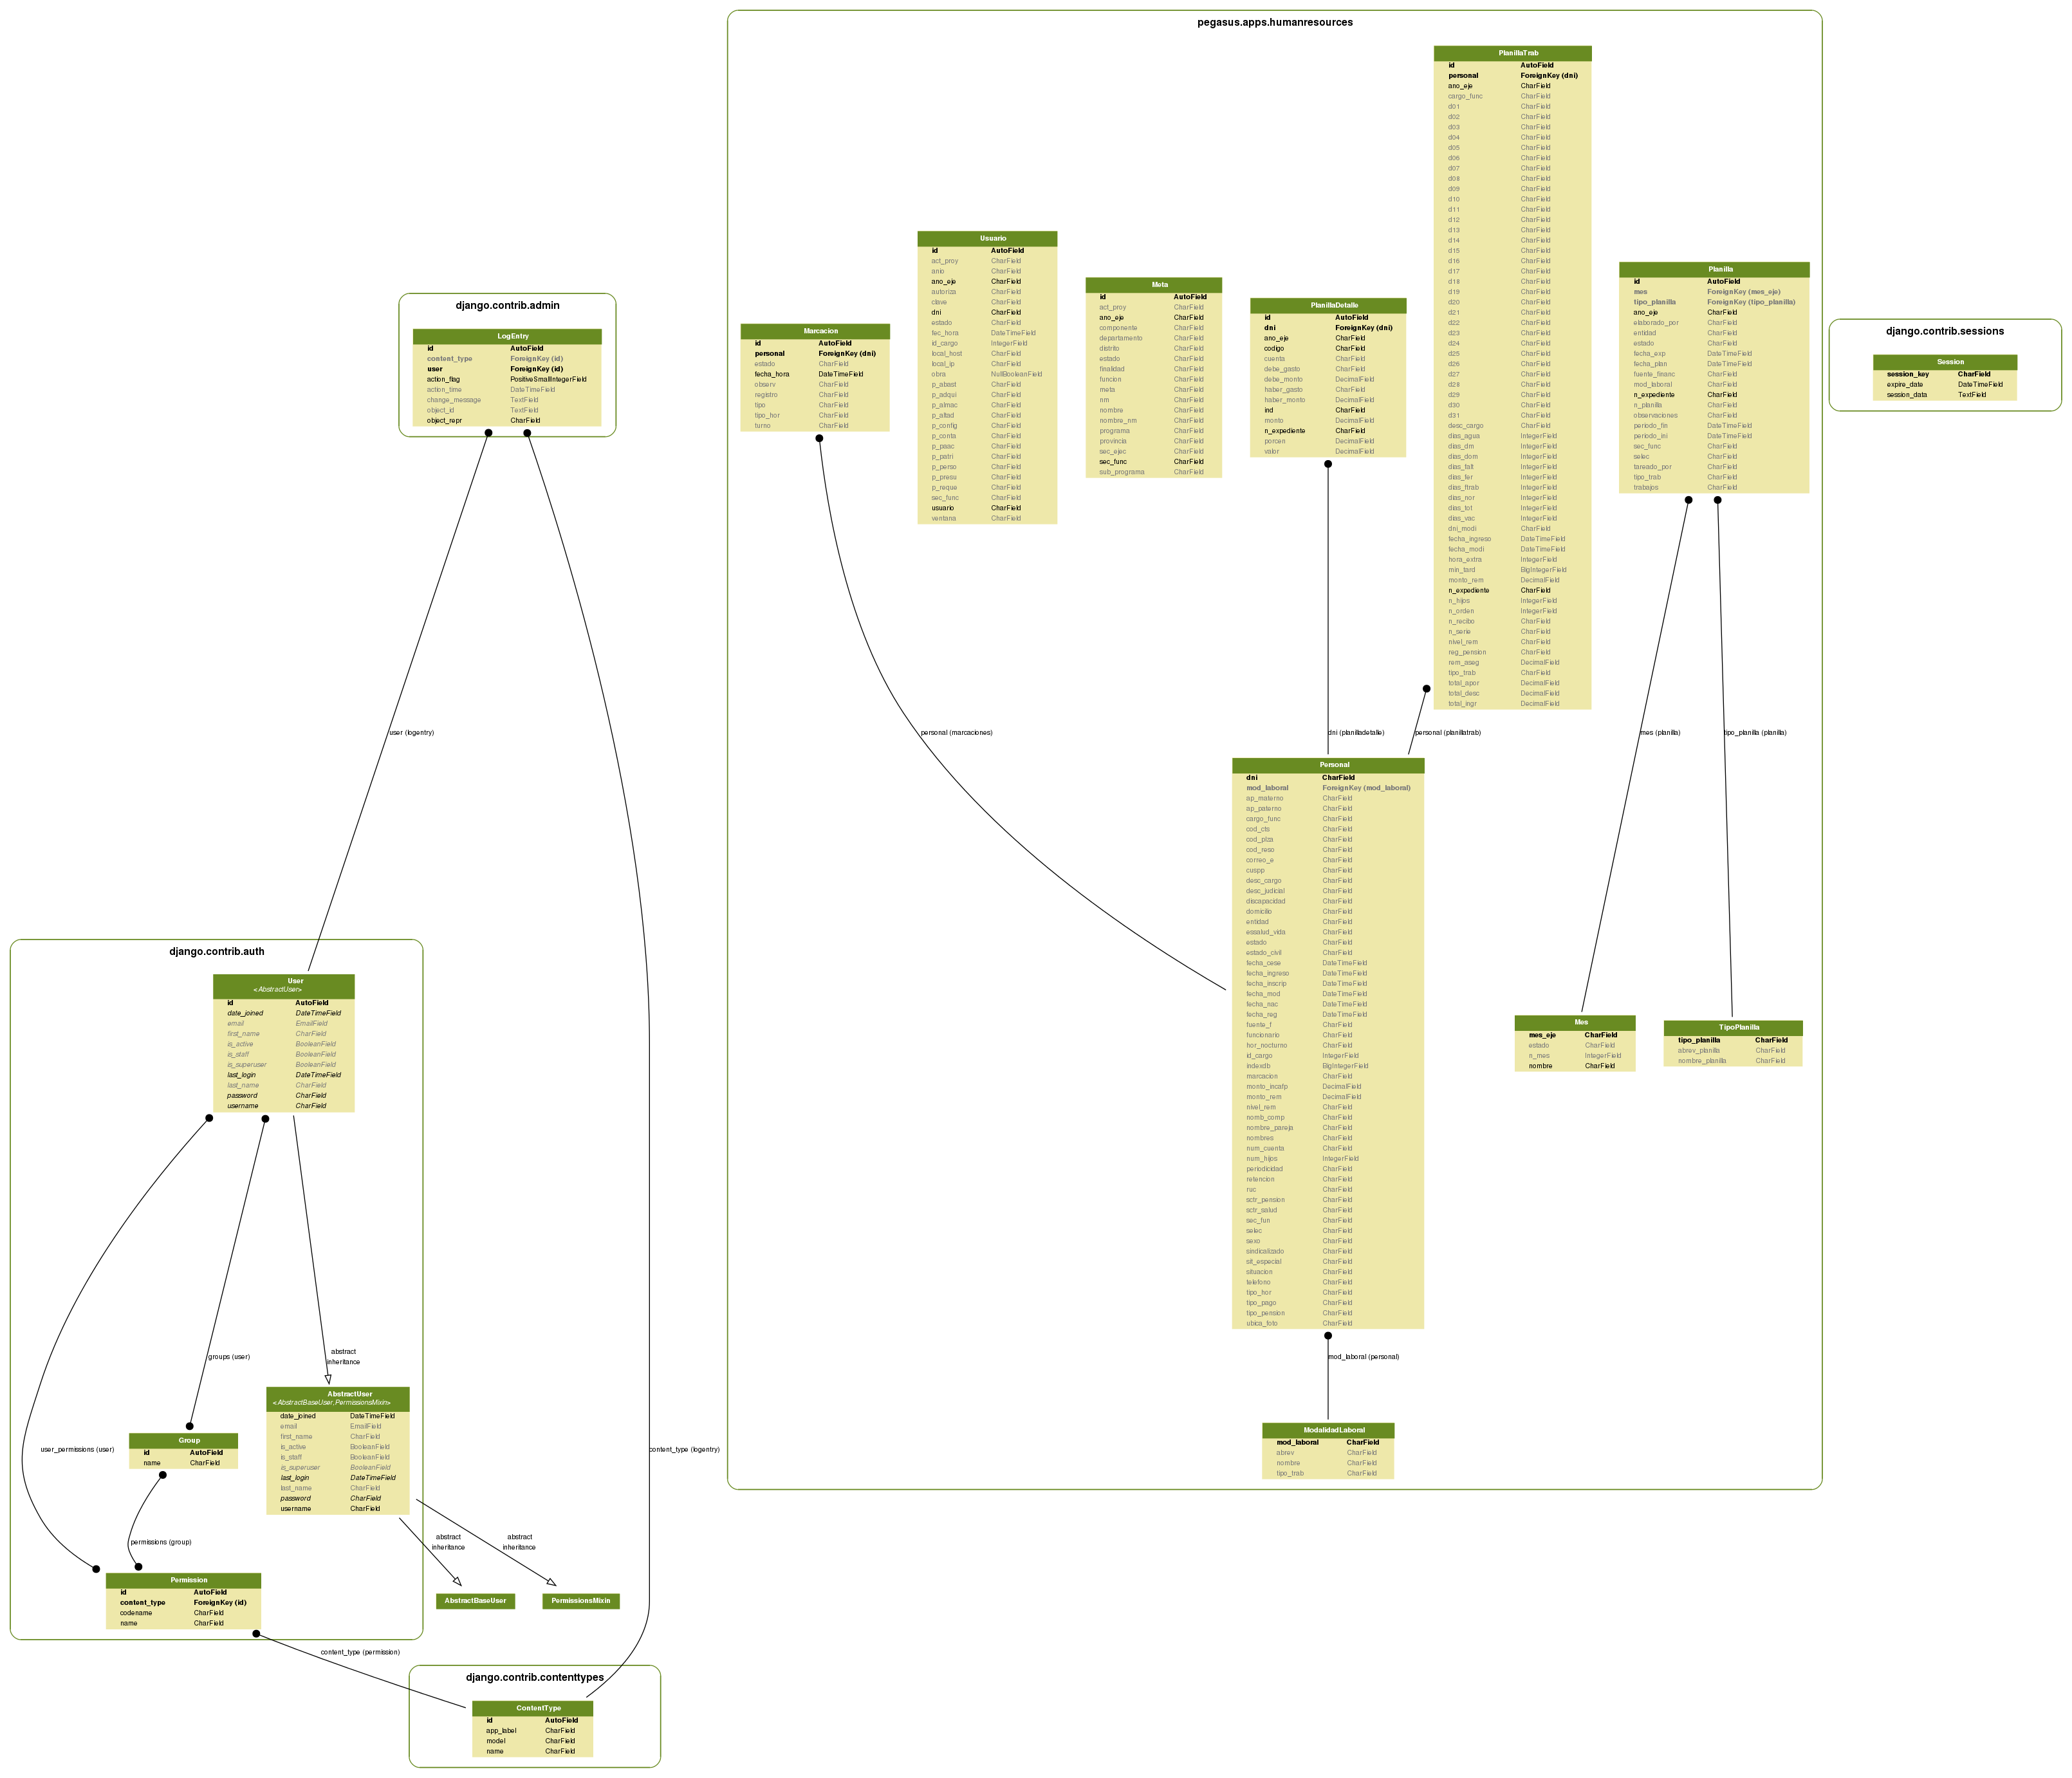 pegasus.apps.humanresources
PlanillaTrab
id AutoField
personal ForeignKey (dni)
ano_eje CharField
cargo_func CharField
d01 CharField
d02 CharField
d03 CharField
d04 CharField
d05 CharField
d06 CharField
d07 CharField
d08 CharField
d09 CharField
d10 CharField
d11 CharField
d12 CharField
d13 CharField
d14 CharField
d15 CharField
d16 CharField
d17 CharField
d18 CharField
d19 CharField
d20 CharField
d21 CharField
d22 CharField
d23 CharField
d24 CharField
d25 CharField
d26 CharField
d27 CharField
d28 CharField
d29 CharField
d30 CharField
d31 CharField
desc_cargo CharField
dias_agua IntegerField
dias_dm IntegerField
dias_dom IntegerField
dias_falt IntegerField
dias_fer IntegerField
dias_ftrab IntegerField
dias_nor IntegerField
dias_tot IntegerField
dias_vac IntegerField
dni_modi CharField
fecha_ingreso DateTimeField
fecha_modi DateTimeField
hora_extra IntegerField
min_tard BigIntegerField
monto_rem DecimalField
n_expediente CharField
n_hijos IntegerField
n_orden IntegerField
n_recibo CharField
n_serie CharField
nivel_rem CharField
reg_pension CharField
rem_aseg DecimalField
tipo_trab CharField
total_apor DecimalField
total_desc DecimalField
total_ingr DecimalField
Usuario
id AutoField
act_proy CharField
anio CharField
ano_eje CharField
autoriza CharField
clave CharField
dni CharField
estado CharField
fec_hora DateTimeField
id_cargo IntegerField
local_host CharField
local_ip CharField
obra NullBooleanField
p_abast CharField
p_adqui CharField
p_almac CharField
p_altad CharField
p_config CharField
p_conta CharField
p_paac CharField
p_patri CharField
p_perso CharField
p_presu CharField
p_reque CharField
sec_func CharField
usuario CharField
ventana CharField
Planilla
id AutoField
mes ForeignKey (mes_eje)
tipo_planilla ForeignKey (tipo_planilla)
ano_eje CharField
elaborado_por CharField
entidad CharField
estado CharField
fecha_exp DateTimeField
fecha_plan DateTimeField
fuente_financ CharField
mod_laboral CharField
n_expediente CharField
n_planilla CharField
observaciones CharField
periodo_fin DateTimeField
periodo_ini DateTimeField
sec_func CharField
selec CharField
tareado_por CharField
tipo_trab CharField
trabajos CharField
Meta
id AutoField
act_proy CharField
ano_eje CharField
componente CharField
departamento CharField
distrito CharField
estado CharField
finalidad CharField
funcion CharField
meta CharField
nm CharField
nombre CharField
nombre_nm CharField
programa CharField
provincia CharField
sec_ejec CharField
sec_func CharField
sub_programa CharField
PlanillaDetalle
id AutoField
dni ForeignKey (dni)
ano_eje CharField
codigo CharField
cuenta CharField
debe_gasto CharField
debe_monto DecimalField
haber_gasto CharField
haber_monto DecimalField
ind CharField
monto DecimalField
n_expediente CharField
porcen DecimalField
valor DecimalField
Marcacion
id AutoField
personal ForeignKey (dni)
estado CharField
fecha_hora DateTimeField
observ CharField
registro CharField
tipo CharField
tipo_hor CharField
turno CharField
django.contrib.admin
LogEntry
id AutoField
content_type ForeignKey (id)
user ForeignKey (id)
action_flag PositiveSmallIntegerField
action_time DateTimeField
change_message TextField
object_id TextField
object_repr CharField
django.contrib.sessions
Session
session_key CharField
expire_date DateTimeField
session_data TextField
user (logentry)
personal (marcaciones)
dni (planilladetalle)
personal (planillatrab)
mes (planilla)
tipo_planilla (planilla)
Personal
dni CharField
mod_laboral ForeignKey (mod_laboral)
ap_materno CharField
ap_paterno CharField
cargo_func CharField
cod_cts CharField
cod_plza CharField
cod_reso CharField
correo_e CharField
cuspp CharField
desc_cargo CharField
desc_judicial CharField
discapacidad CharField
domicilio CharField
entidad CharField
essalud_vida CharField
estado CharField
estado_civil CharField
fecha_cese DateTimeField
fecha_ingreso DateTimeField
fecha_inscrip DateTimeField
fecha_mod DateTimeField
fecha_nac DateTimeField
fecha_reg DateTimeField
fuente_f CharField
funcionario CharField
hor_nocturno CharField
id_cargo IntegerField
indexdb BigIntegerField
marcacion CharField
monto_incafp DecimalField
monto_rem DecimalField
nivel_rem CharField
nomb_comp CharField
nombre_pareja CharField
nombres CharField
num_cuenta CharField
num_hijos IntegerField
periodicidad CharField
retencion CharField
ruc CharField
sctr_pension CharField
sctr_salud CharField
sec_fun CharField
selec CharField
sexo CharField
sindicalizado CharField
sit_especial CharField
situacion CharField
telefono CharField
tipo_hor CharField
tipo_pago CharField
tipo_pension CharField
ubica_foto CharField
Mes
mes_eje CharField
estado CharField
n_mes IntegerField
nombre CharField
TipoPlanilla
tipo_planilla CharField
abrev_planilla CharField
nombre_planilla CharField
mod_laboral (personal)
ModalidadLaboral
mod_laboral CharField
abrev CharField
nombre CharField
tipo_trab CharField
django.contrib.auth
User
<AbstractUser>
id AutoField
date_joined DateTimeField
email EmailField
first_name CharField
is_active BooleanField
is_staff BooleanField
is_superuser BooleanField
last_login DateTimeField
last_name CharField
password CharField
username CharField
groups (user)
abstract
inheritance
AbstractUser
<AbstractBaseUser,PermissionsMixin>
date_joined DateTimeField
email EmailField
first_name CharField
is_active BooleanField
is_staff BooleanField
is_superuser BooleanField
last_login DateTimeField
last_name CharField
password CharField
username CharField
user_permissions (user)
Group
id AutoField
name CharField
content_type (logentry)
permissions (group)
abstract
inheritance
abstract
inheritance
Permission
id AutoField
content_type ForeignKey (id)
codename CharField
name CharField
AbstractBaseUser
PermissionsMixin
content_type (permission)
django.contrib.contenttypes
ContentType
id AutoField
app_label CharField
model CharField
name CharField